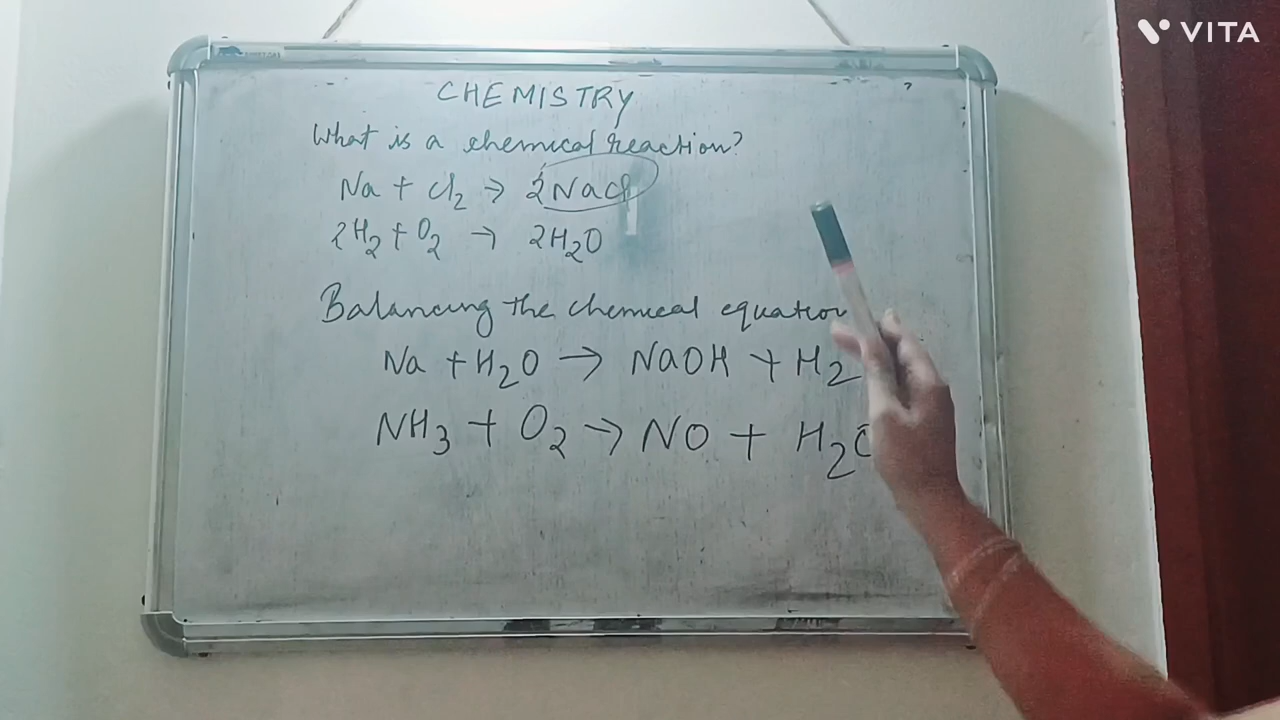 VITA
CHEMISTRY
What is a chemical reaction?
Na + Cl₂ → 2NaCl
2H₂ + O₂ → 2H₂O
Balancing the chemical equation
Na + H₂O → NaOH + H₂
NH₃ + O₂ → NO + H₂O